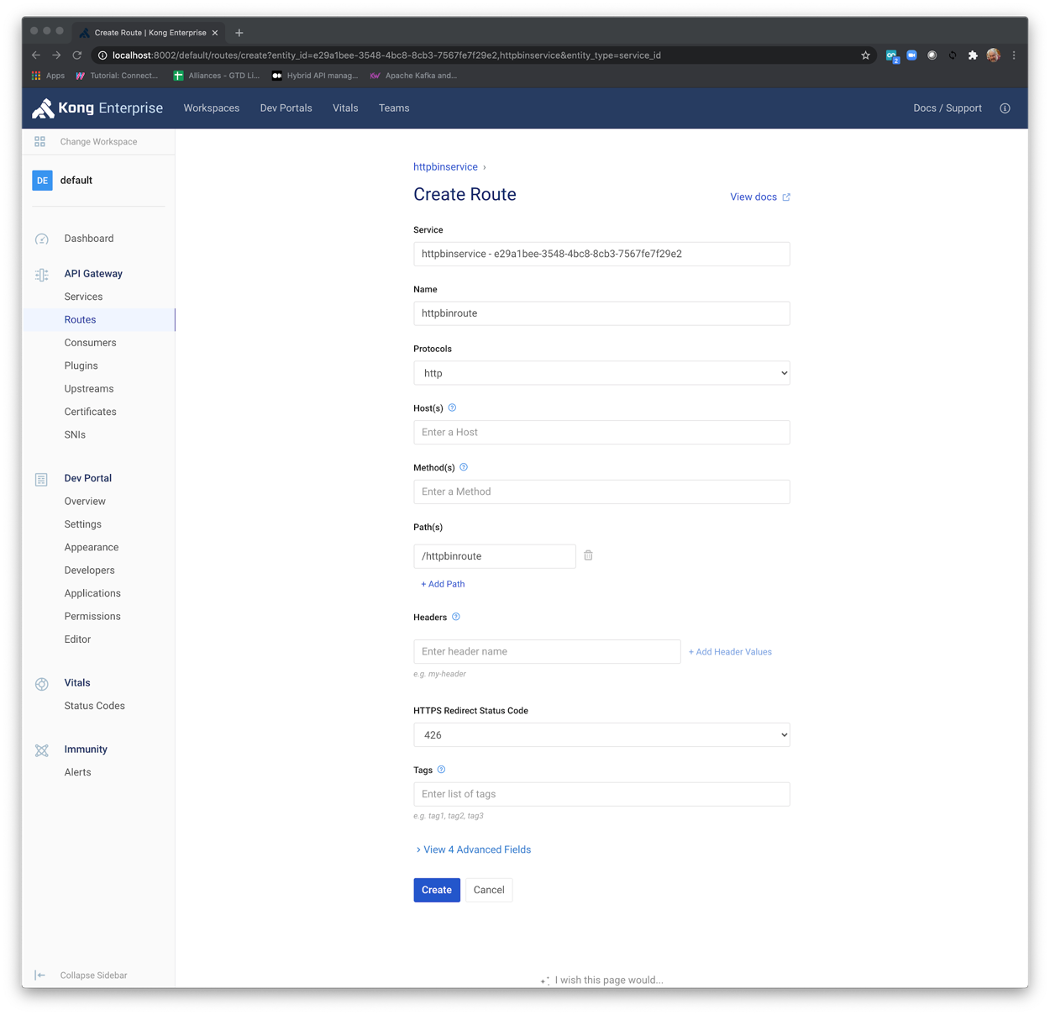 Create Route | Kong Enterprise
localhost:8002/default/routes/create?entity_id=e29a1bee-3548-4bc8-8cb3-7567fe7f29e2,httpbinservice&entity_type=service_id
Apps Tutorial: Connect... Alliances - GTD Li... Hybrid API manag... Apache Kafka and...
Kong Enterprise Workspaces Dev Portals Vitals Teams Docs / Support
Change Workspace
DE default
Dashboard
API Gateway
Services
Routes
Consumers
Plugins
Upstreams
Certificates
SNIs
Dev Portal
Overview
Settings
Appearance
Developers
Applications
Permissions
Editor
Vitals
Status Codes
Immunity
Alerts
Collapse Sidebar
httpbinservice ›
Create Route View docs
Service
httpbinservice - e29a1bee-3548-4bc8-8cb3-7567fe7f29e2
Name
httpbinroute
Protocols
http
Host(s)
Enter a Host
Method(s)
Enter a Method
Path(s)
/httpbinroute
+ Add Path
Headers
Enter header name + Add Header Values
e.g. my-header
HTTPS Redirect Status Code
426
Tags
Enter list of tags
e.g. tag1, tag2, tag3
› View 4 Advanced Fields
Create Cancel
I wish this page would...